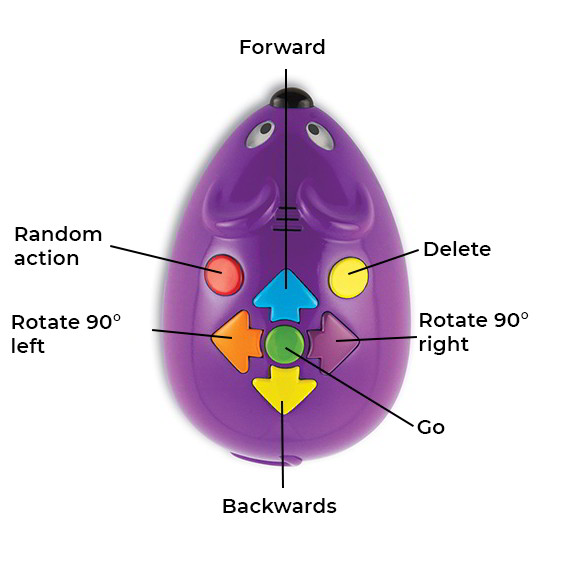 Forward
Random
action
Delete
Rotate 90°
left
Rotate 90°
right
Go
Backwards